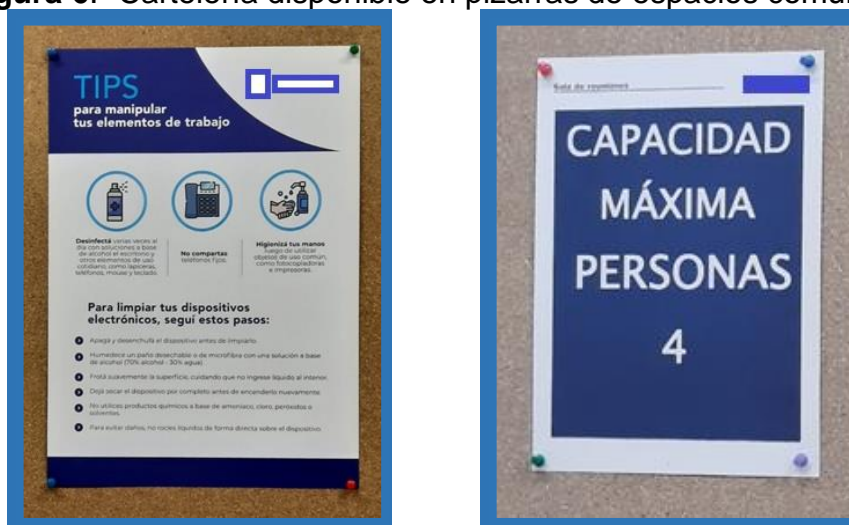 Cartelería disponible en pizarras de espacios
TIPS
para manipular
tus elementos de trabajo
Desinfectá varias veces al
día con soluciones a base
de alcohol el escritorio y
otros elementos de uso
cotidiano, como lapiceras,
teléfonos, mouse y teclado.
No compartas
teléfonos fijos.
Higienizá tus manos
luego de utilizar
objetos de uso común,
como fotocopiadoras
e impresoras.
Para limpiar tus dispositivos
electrónicos, seguí estos pasos:
Apagá y desenchufá el dispositivo antes de limpiarlo.
Humedecé un paño desechable o de microfibra con una solución a base
de alcohol (70% alcohol - 30% agua).
Frotá suavemente la superficie, cuidando que no ingrese líquido al interior.
Dejá secar el dispositivo por completo antes de encenderlo nuevamente.
No utilices productos químicos a base de amoníaco, cloro, peróxidos o
solventes.
Para evitar daños, no rocíes líquidos de forma directa sobre el dispositivo.
Sala de reuniones
CAPACIDAD
MÁXIMA
PERSONAS
4